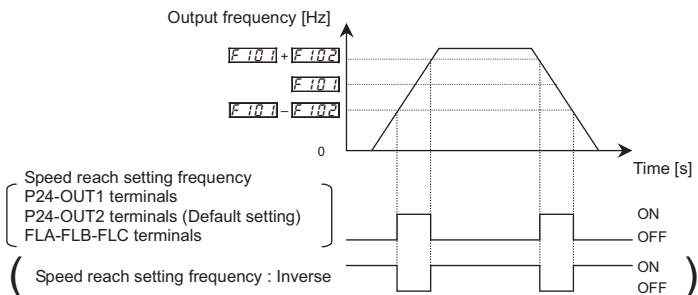 Output frequency [Hz]
F101 + F102
F101
F101 – F102
0
Time [s]
Speed reach setting frequency
P24-OUT1 terminals
P24-OUT2 terminals (Default setting)
FLA-FLB-FLC terminals
ON
OFF
( Speed reach setting frequency : Inverse
ON
OFF )